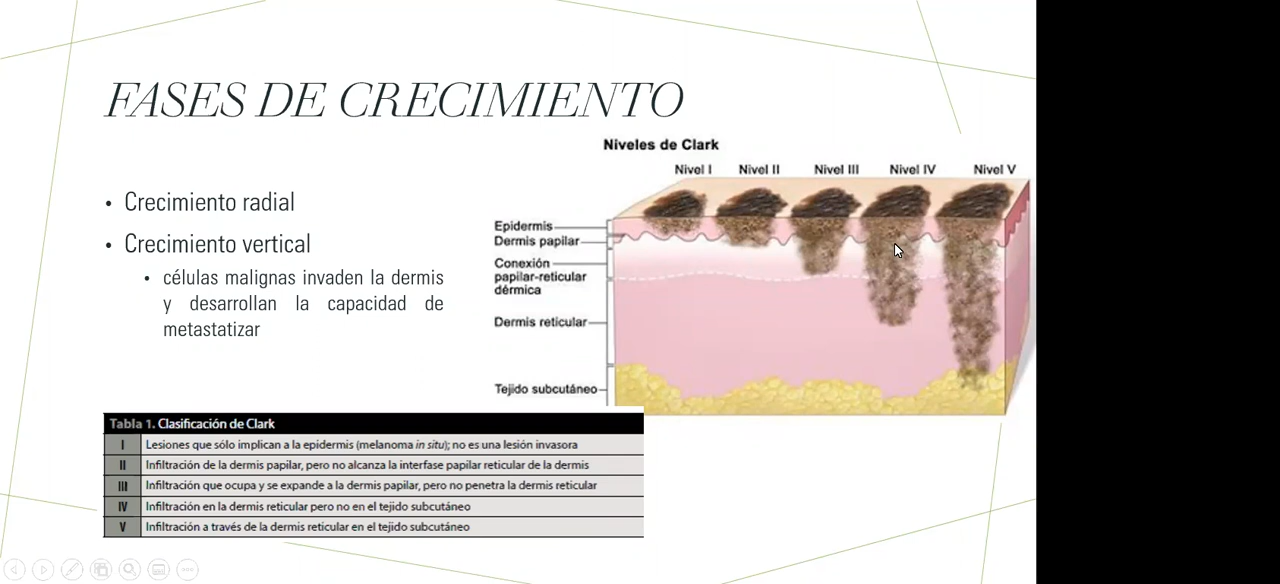 FASES DE CRECIMIENTO
• Crecimiento radial
• Crecimiento vertical
• células malignas invaden la dermis
y desarrollan la capacidad de
metastatizar
Niveles de Clark
Nivel I Nivel II Nivel III Nivel IV Nivel V
Epidermis
Dermis papilar
Conexión
papilar-reticular
dérmica
Dermis reticular
Tejido subcutáneo
Tabla 1. Clasificación de Clark
I Lesiones que sólo implican a la epidermis (melanoma in situ); no es una lesión invasora
II Infiltración de la dermis papilar, pero no alcanza la interfase papilar reticular de la dermis
III Infiltración que ocupa y se expande a la dermis papilar, pero no penetra la dermis reticular
IV Infiltración en la dermis reticular pero no en el tejido subcutáneo
V Infiltración a través de la dermis reticular en el tejido subcutáneo